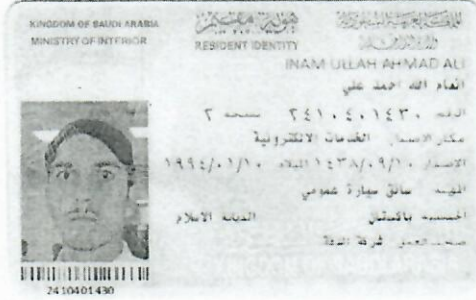 KINGDOM OF SAUDI ARABIA
MINISTRY OF INTERIOR
هوية مقيم
RESIDENT IDENTITY
المملكة العربية السعودية
وزارة الداخلية
INAM ULLAH AHMAD ALI
انعام الله احمد علي
الرقم ٢٤١٠٤٠١٤٣٠ نسخة ٢
مكان الاصدار الخدمات الالكترونية
الاصدار ١٤٣٨/٠٩/١٠ الميلاد ١٩٩٤/٠١/١٠
المهنة سائق سيارة عمومي
الجنسية باكستان الديانة الاسلام
صاحب العمل شركة
2410401430